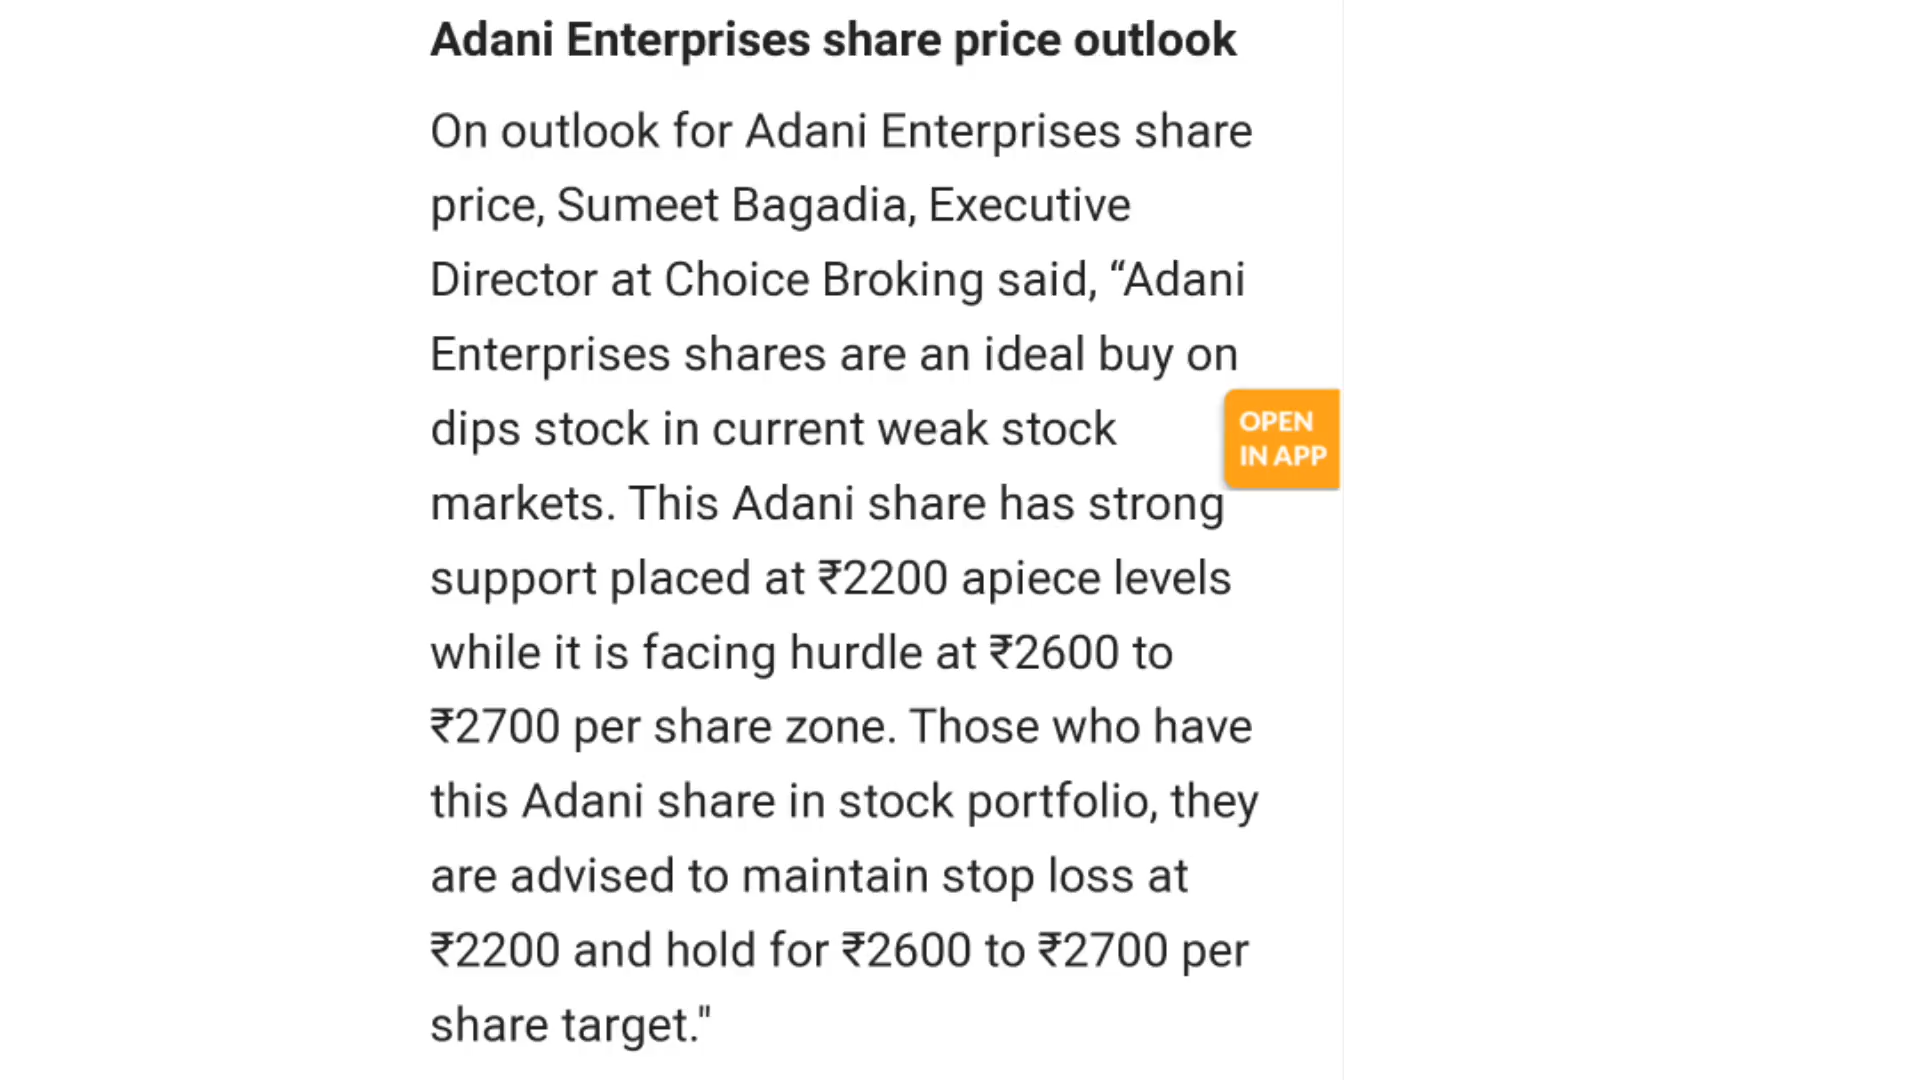 Adani Enterprises share price outlook
On outlook for Adani Enterprises share
price, Sumeet Bagadia, Executive
Director at Choice Broking said, “Adani
Enterprises shares are an ideal buy on
dips stock in current weak stock
markets. This Adani share has strong
support placed at ₹2200 apiece levels
while it is facing hurdle at ₹2600 to
₹2700 per share zone. Those who have
this Adani share in stock portfolio, they
are advised to maintain stop loss at
₹2200 and hold for ₹2600 to ₹2700 per
share target."
OPEN
IN APP